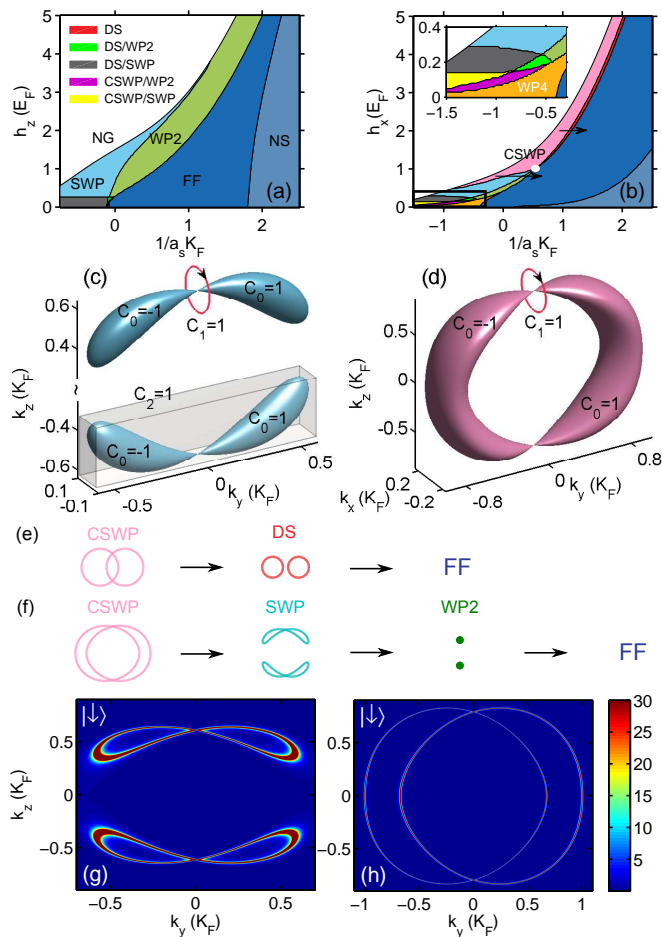 DS
DS/WP2
DS/SWP
CSWP/WP2
CSWP/SWP
NG
SWP
WP2
FF
NS
(a)
h_z (E_F)
5
4
3
2
1
0
0 1 2
1/a_s K_F
h_x (E_F)
5
4
3
2
1
0
0.4
0.2
0
−1.5 −1 −0.5
WP4
CSWP
(b)
−1 0 1 2
1/a_s K_F
(c)
C_0=-1
C_0=1
C_1=1
C_2=1
C_0=-1
C_0=1
k_z (K_F)
0.6
0.4
~
-0.4
-0.6
0.1
-0.1
-0.5
0
0.5
k_y (K_F)
(d)
C_0=-1
C_1=1
C_0=1
k_z (K_F)
0.5
0
-0.5
0.2
-0.2
k_x (K_F)
-0.8
0
0.8
k_y (K_F)
(e)
CSWP
DS
FF
(f)
CSWP
SWP
WP2
FF
|↓⟩
k_z (K_F)
0.5
0
−0.5
(g)
−0.5 0 0.5
k_y (K_F)
|↓⟩
0.5
0
−0.5
(h)
−1 −0.5 0 0.5 1
k_y (K_F)
30
25
20
15
10
5